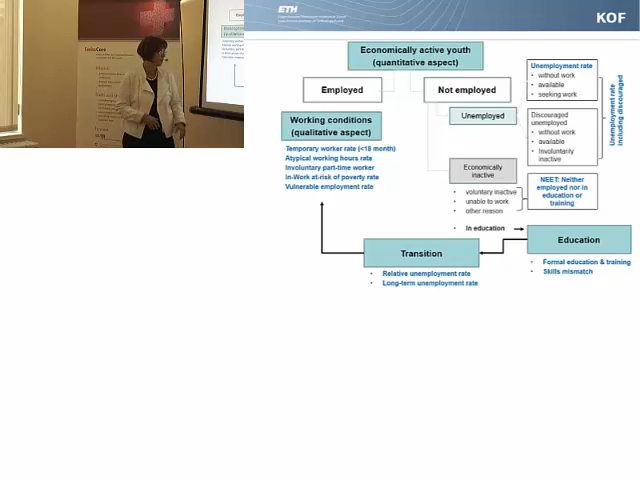 ETH
KOF
Economically active youth
(quantitative aspect)
Employed
Not employed
Working conditions
(qualitative aspect)
Temporary worker rate (<18 month)
Atypical working hours rate
Involuntary part-time worker
In-Work at-risk of poverty rate
Vulnerable employment rate
Unemployed
Unemployment rate
• without work
• available
• seeking work
Discouraged
unemployed
• without work
• available
• Involuntarily
inactive
Unemployment rate
including discouraged
Economically
inactive
• voluntary inactive
• unable to work
• other reason
• in education
NEET: Neither
employed nor in
education or
training
Education
• Formal education & training
• Skills mismatch
Transition
• Relative unemployment rate
• Long-term unemployment rate